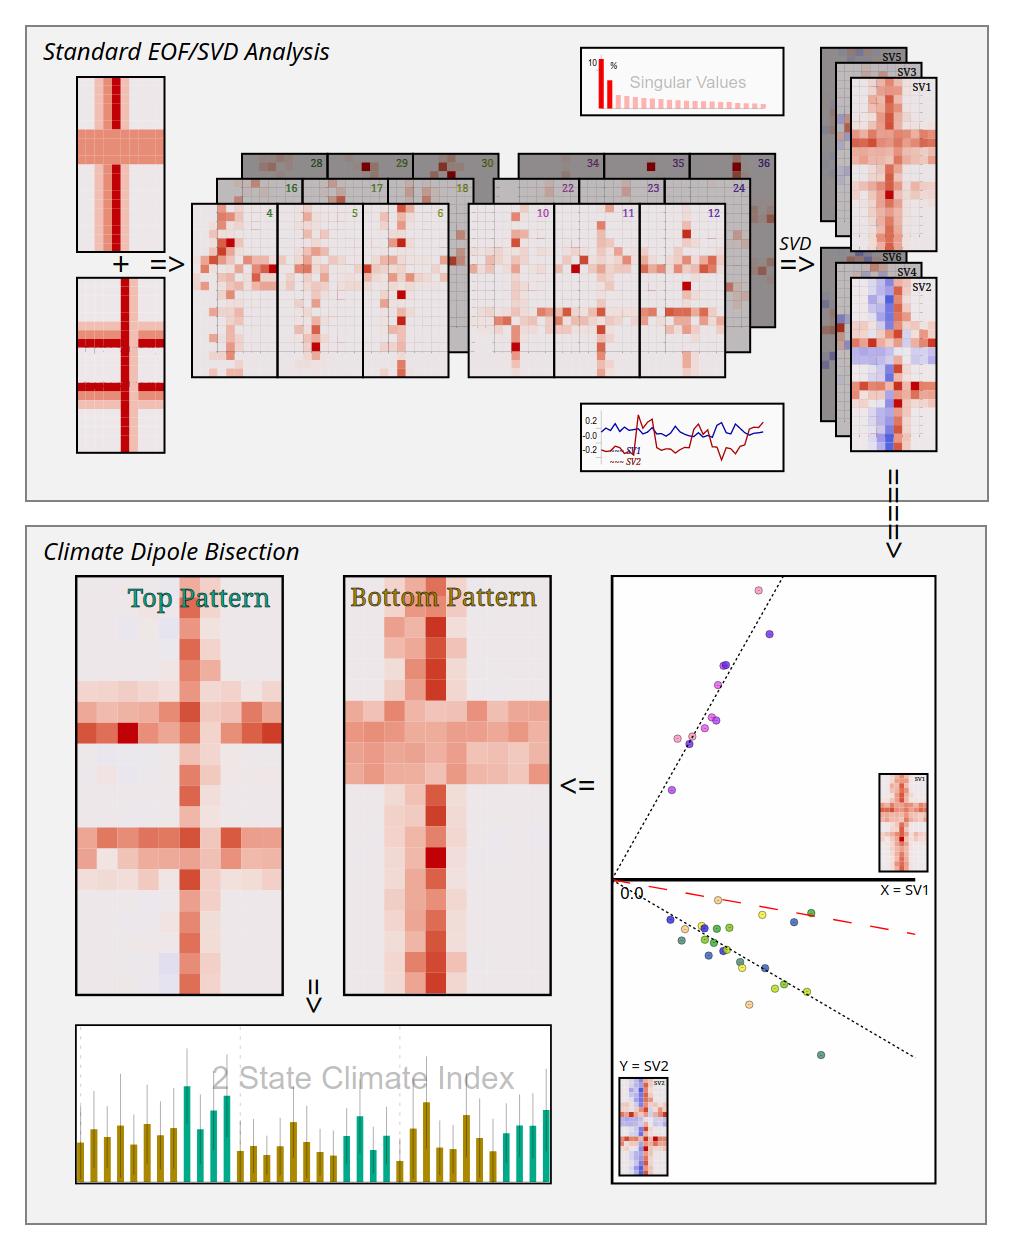 Standard EOF/SVD Analysis
10 %
Singular Values
SV5
SV3
SV1
28 29 30 34 35 36
16 17 18 22 23 24
4 5 6 10 11 12
SVD
+ => =>
SV6
SV4
SV2
0.2
-0.0
-0.2
~~~ SV1
~~~ SV2
====>
Climate Dipole Bisection
Top Pattern
Bottom Pattern
<=
SV1
X = SV1
0.0
=>
Y = SV2
SV2
2 State Climate Index